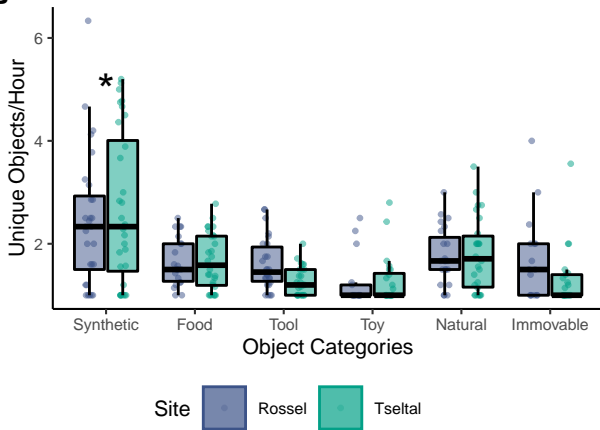 Unique Objects/Hour
6
4
2
*
Synthetic Food Tool Toy Natural Immovable
Object Categories
Site Rossel Tseltal